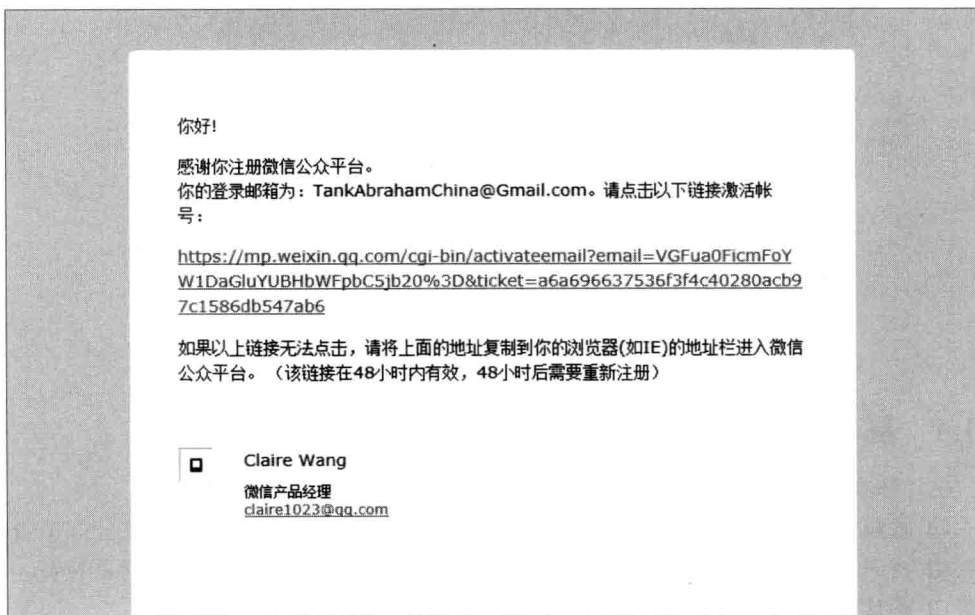 你好!
感谢你注册微信公众平台。
你的登录邮箱为：TankAbrahamChina@Gmail.com。请点击以下链接激活帐
号：
https://mp.weixin.qq.com/cgi-bin/activateemail?email=VGFua0FicmFoY
W1DaGluYUBHbWFpbC5jb20%3D&ticket=a6a696637536f3f4c40280acb9
7c1586db547ab6
如果以上链接无法点击，请将上面的地址复制到你的浏览器(如IE)的地址栏进入微信
公众平台。（该链接在48小时内有效，48小时后需要重新注册）
Claire Wang
微信产品经理
claire1023@qq.com